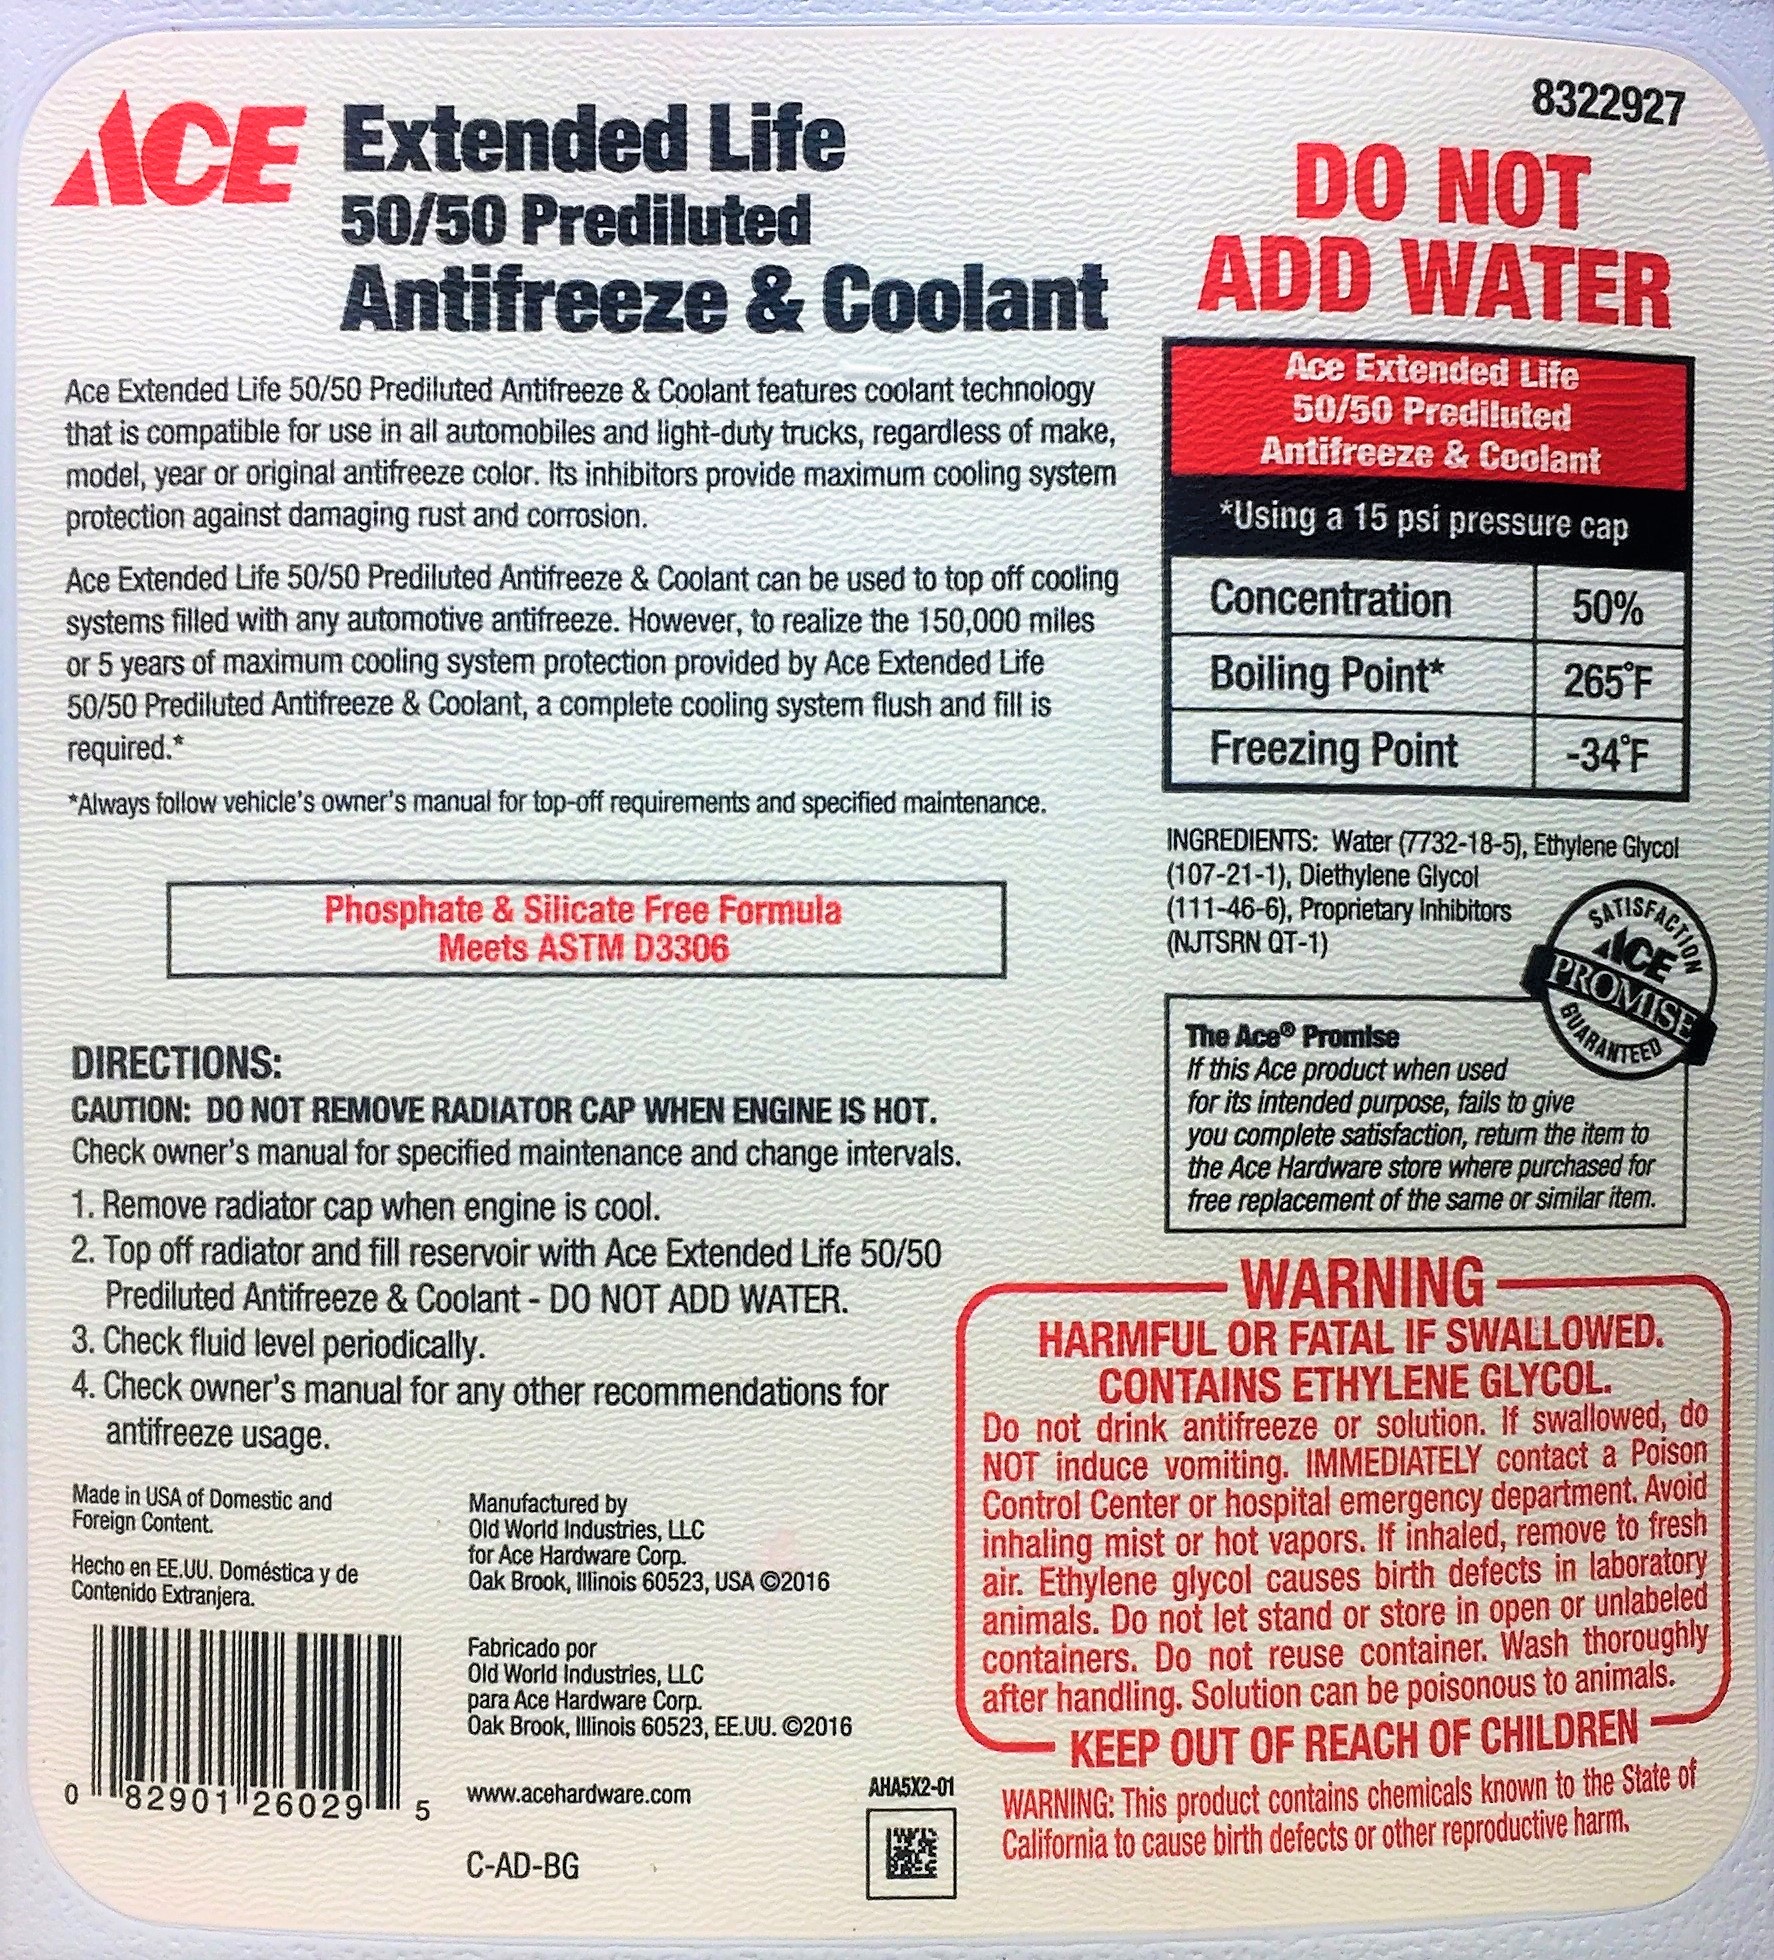 ACE
Extended Life
50/50 Prediluted
Antifreeze & Coolant
Ace Extended Life 50/50 Prediluted Antifreeze & Coolant features coolant technology
that is compatible for use in all automobiles and light-duty trucks, regardless of make,
model, year or original antifreeze color. Its inhibitors provide maximum cooling system
protection against damaging rust and corrosion.
Ace Extended Life 50/50 Prediluted Antifreeze & Coolant can be used to top off cooling
systems filled with any automotive antifreeze. However, to realize the 150,000 miles
or 5 years of maximum cooling system protection provided by Ace Extended Life
50/50 Prediluted Antifreeze & Coolant, a complete cooling system flush and fill is
required.*
*Always follow vehicle's owner's manual for top-off requirements and specified maintenance.
Phosphate & Silicate Free Formula
Meets ASTM D3306
DIRECTIONS:
CAUTION: DO NOT REMOVE RADIATOR CAP WHEN ENGINE IS HOT.
Check owner's manual for specified maintenance and change intervals.
1. Remove radiator cap when engine is cool.
2. Top off radiator and fill reservoir with Ace Extended Life 50/50
Prediluted Antifreeze & Coolant - DO NOT ADD WATER.
3. Check fluid level periodically.
4. Check owner's manual for any other recommendations for
antifreeze usage.
Made in USA of Domestic and
Foreign Content.
Hecho en EE.UU. Doméstica y de
Contenido Extranjera.
0 82901 26029 5
Manufactured by
Old World Industries, LLC
for Ace Hardware Corp.
Oak Brook, Illinois 60523, USA ©2016
Fabricado por
Old World Industries, LLC
para Ace Hardware Corp.
Oak Brook, Illinois 60523, EE.UU. ©2016
www.acehardware.com
C-AD-BG
AHA5X2-01
8322927
DO NOT
ADD WATER
Ace Extended Life
50/50 Prediluted
Antifreeze & Coolant
*Using a 15 psi pressure cap
Concentration 50%
Boiling Point* 265°F
Freezing Point -34°F
INGREDIENTS: Water (7732-18-5), Ethylene Glycol
(107-21-1), Diethylene Glycol
(111-46-6), Proprietary Inhibitors
(NJTSRN QT-1)
SATISFACTION
ACE
PROMISE
GUARANTEED
The Ace® Promise
If this Ace product when used
for its intended purpose, fails to give
you complete satisfaction, return the item to
the Ace Hardware store where purchased for
free replacement of the same or similar item.
WARNING
HARMFUL OR FATAL IF SWALLOWED.
CONTAINS ETHYLENE GLYCOL.
Do not drink antifreeze or solution. If swallowed, do
NOT induce vomiting. IMMEDIATELY contact a Poison
Control Center or hospital emergency department. Avoid
inhaling mist or hot vapors. If inhaled, remove to fresh
air. Ethylene glycol causes birth defects in laboratory
animals. Do not let stand or store in open or unlabeled
containers. Do not reuse container. Wash thoroughly
after handling. Solution can be poisonous to animals.
KEEP OUT OF REACH OF CHILDREN
WARNING: This product contains chemicals known to the State of
California to cause birth defects or other reproductive harm.